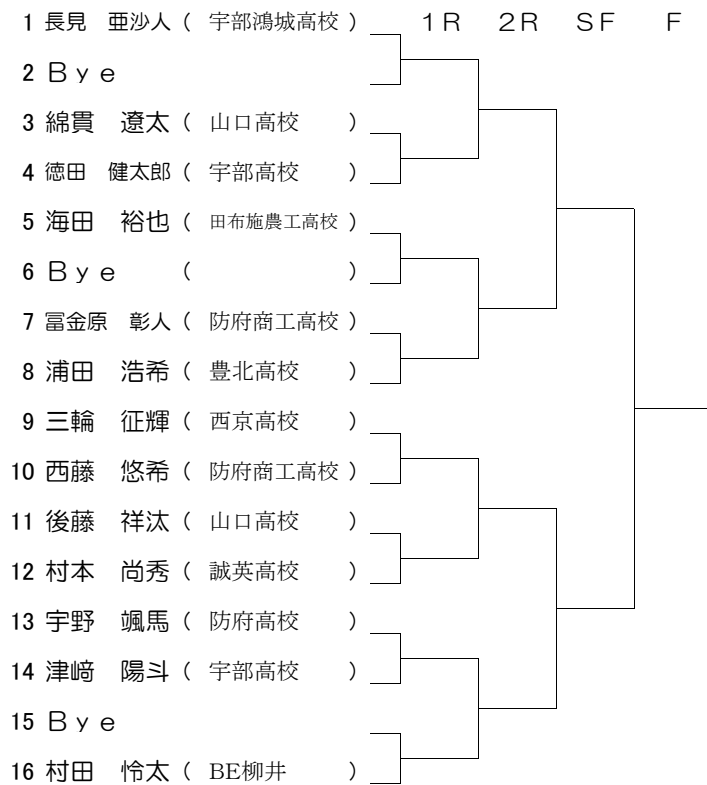 1 長見 亜沙人 ( 宇部鴻城高校 ) 1R 2R SF F
2 Bye
3 綿貫 遼太 ( 山口高校 )
4 徳田 健太郎 ( 宇部高校 )
5 海田 裕也 ( 田布施農工高校 )
6 Bye ( )
7 冨金原 彰人 ( 防府商工高校 )
8 浦田 浩希 ( 豊北高校 )
9 三輪 征輝 ( 西京高校 )
10 西藤 悠希 ( 防府商工高校 )
11 後藤 祥汰 ( 山口高校 )
12 村本 尚秀 ( 誠英高校 )
13 宇野 颯馬 ( 防府高校 )
14 津﨑 陽斗 ( 宇部高校 )
15 Bye
16 村田 怜太 ( BE柳井 )